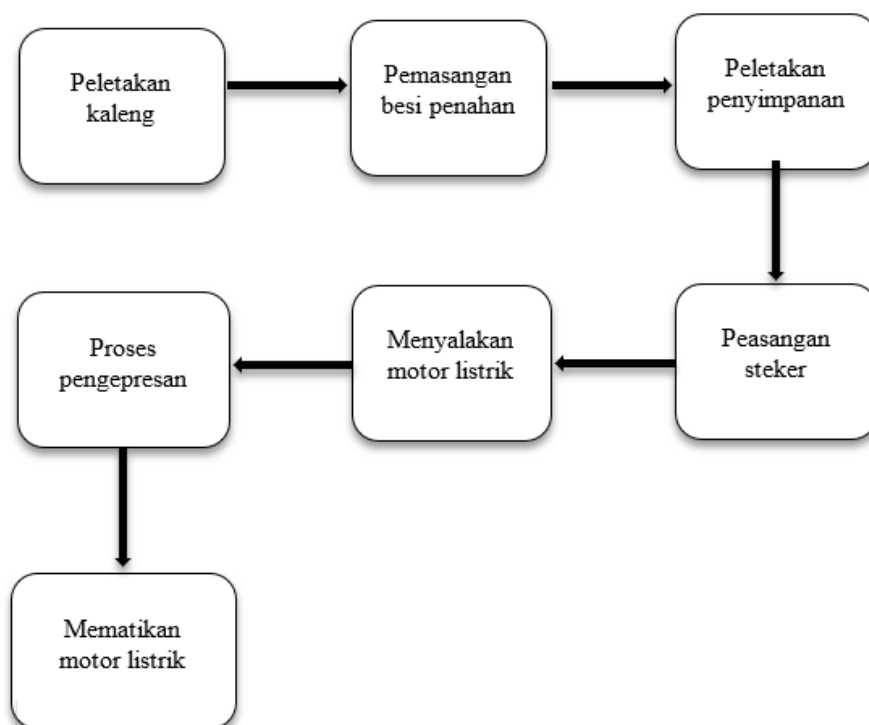 Peletakan
kaleng
Pemasangan
besi penahan
Peletakan
penyimpanan
Peasangan
steker
Menyalakan
motor listrik
Proses
pengepresan
Mematikan
motor listrik